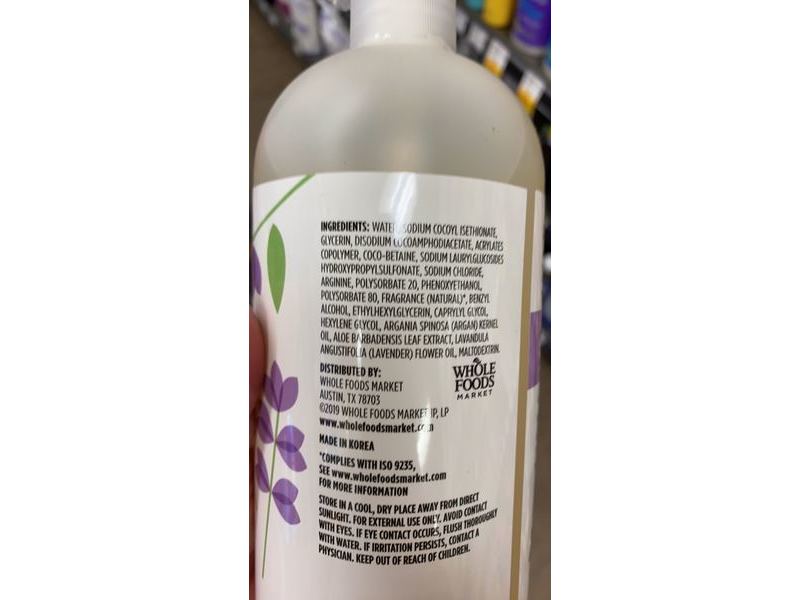 INGREDIENTS: WATER, SODIUM COCOYL ISETHIONATE,
GLYCERIN, DISODIUM COCOAMPHODIACETATE, ACRYLATES
COPOLYMER, COCO-BETAINE, SODIUM LAURYLGLUCOSIDES
HYDROXYPROPYLSULFONATE, SODIUM CHLORIDE,
ARGININE, POLYSORBATE 20, PHENOXYETHANOL,
POLYSORBATE 80, FRAGRANCE (NATURAL)*, BENZYL
ALCOHOL, ETHYLHEXYLGLYCERIN, CAPRYLYL GLYCOL,
HEXYLENE GLYCOL, ARGANIA SPINOSA (ARGAN) KERNEL
OIL, ALOE BARBADENSIS LEAF EXTRACT, LAVANDULA
ANGUSTIFOLIA (LAVENDER) FLOWER OIL, MALTODEXTRIN.
DISTRIBUTED BY:
WHOLE FOODS MARKET
AUSTIN, TX 78703
©2019 WHOLE FOODS MARKET IP, LP
www.wholefoodsmarket.com
WHOLE
FOODS
MARKET
MADE IN KOREA
*COMPLIES WITH ISO 9235,
SEE www.wholefoodsmarket.com
FOR MORE INFORMATION
STORE IN A COOL, DRY PLACE AWAY FROM DIRECT
SUNLIGHT. FOR EXTERNAL USE ONLY. AVOID CONTACT
WITH EYES. IF EYE CONTACT OCCURS, FLUSH THOROUGHLY
WITH WATER. IF IRRITATION PERSISTS, CONTACT A
PHYSICIAN. KEEP OUT OF REACH OF CHILDREN.